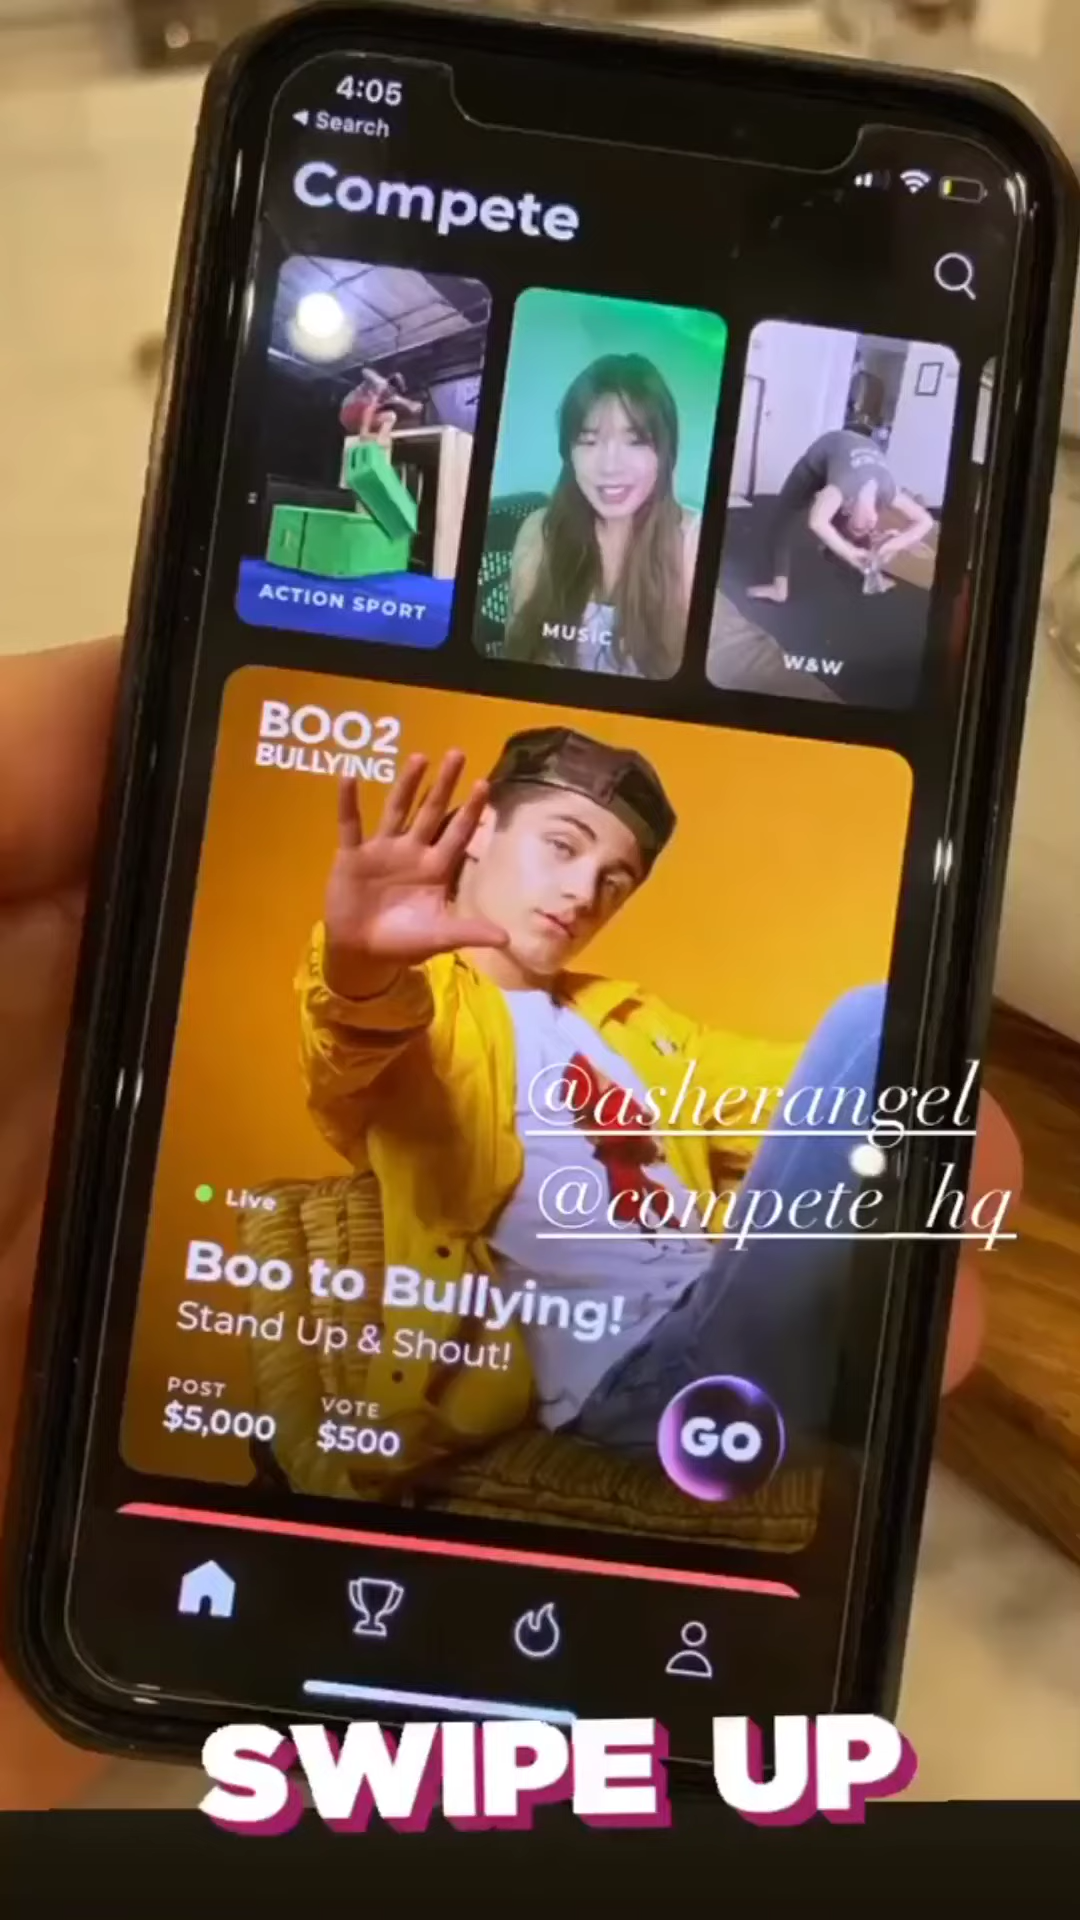 4:05
◀ Search
Compete
ACTION SPORT
MUSIC
W&W
BOO2
BULLYING
@asherangel
@compete_hq
Live
Boo to Bullying!
Stand Up & Shout!
POST
$5,000
VOTE
$500
GO
SWIPE UP